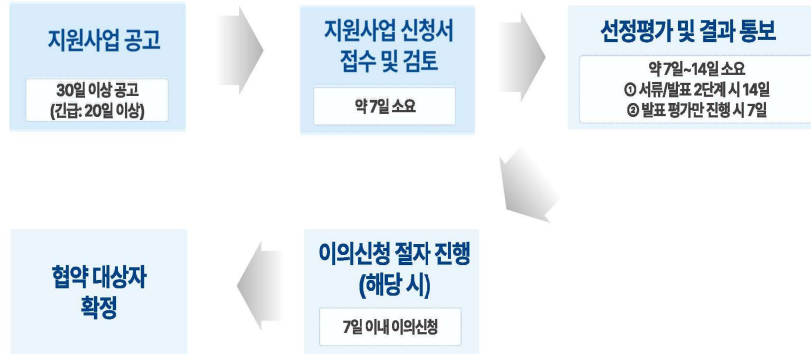 지원사업 공고
30일 이상 공고
(긴급: 20일 이상)
지원사업 신청서
접수 및 검토
약 7일 소요
선정평가 및 결과 통보
약 7일~14일 소요
① 서류/발표 2단계 시 14일
② 발표 평가만 진행 시 7일
이의신청 절자 진행
(해당 시)
7일 이내 이의신청
협약 대상자
확정